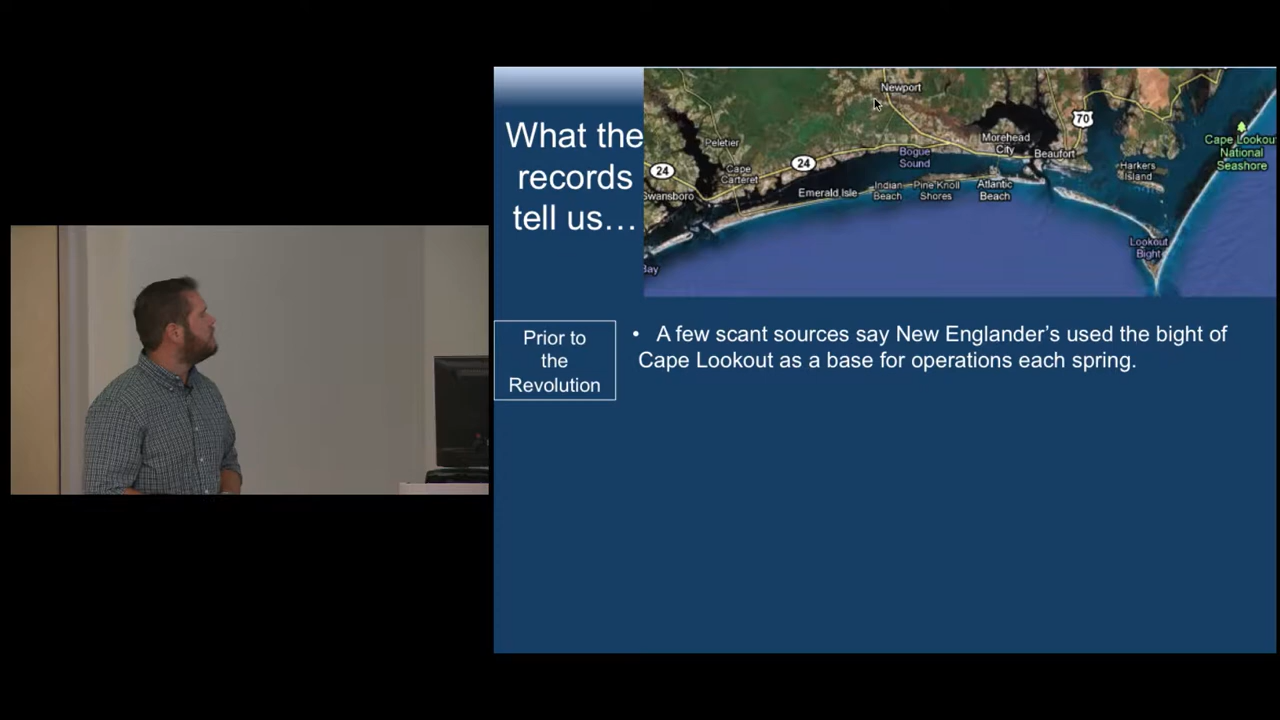 What the
records
tell us…
Newport
70
Peletier
Morehead
City
Cape Lookou
National
Seashore
Bogue
Sound
Beaufort
24
Cape
Carteret
24
Harkers
Island
Swansboro
Emerald Isle
Indian
Beach
Pine Knoll
Shores
Atlantic
Beach
Lookout
Bight
Bay
Prior to
the
Revolution
• A few scant sources say New Englander's used the bight of
Cape Lookout as a base for operations each spring.